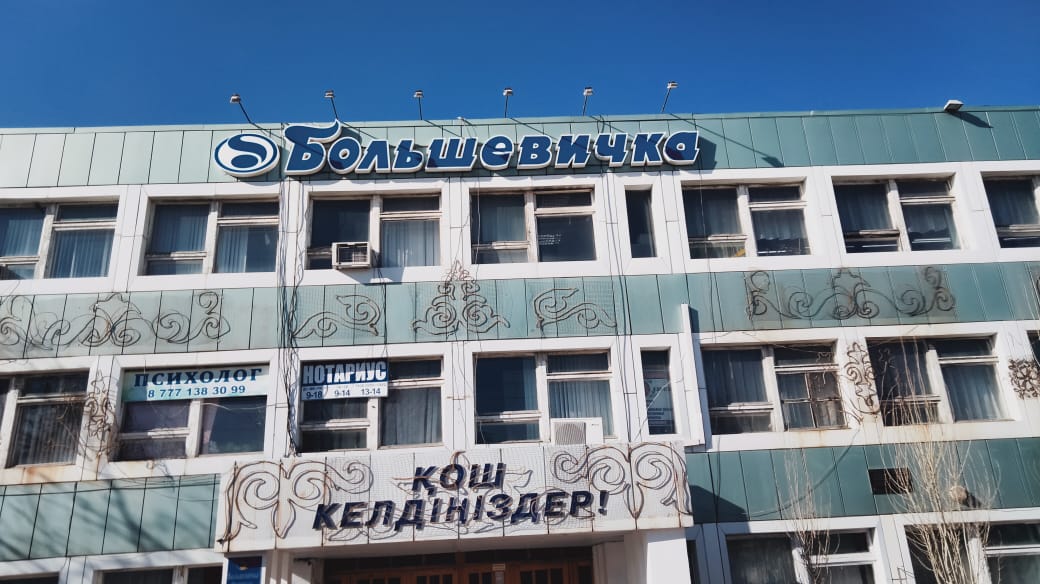 Большевичка
ПСИХОЛОГ
8 777 138 30 99
НОТАРИУС
9-18 9-14 13-14
ҚОШ
КЕЛДІҢІЗДЕР!